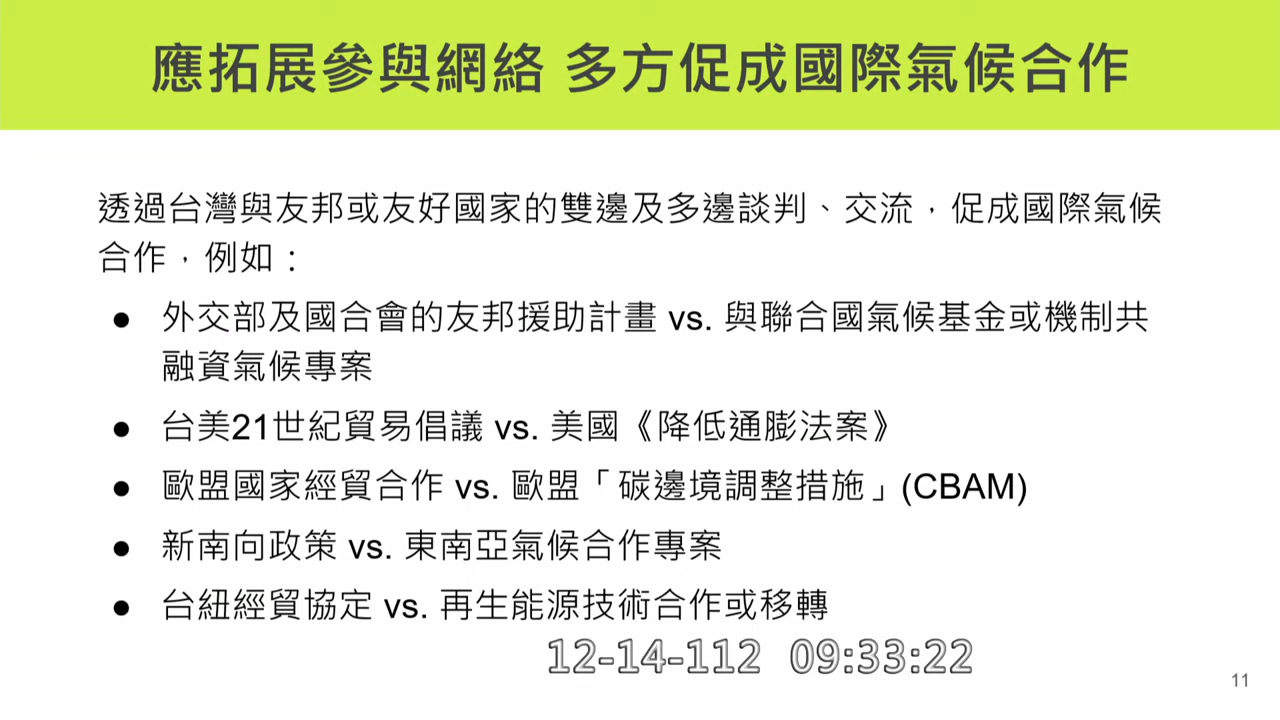 應拓展參與網絡 多方促成國際氣候合作
透過台灣與友邦或友好國家的雙邊及多邊談判、交流，促成國際氣候
合作，例如：
● 外交部及國合會的友邦援助計畫 vs. 與聯合國氣候基金或機制共
融資氣候專案
● 台美21世紀貿易倡議 vs. 美國《降低通膨法案》
● 歐盟國家經貿合作 vs. 歐盟「碳邊境調整措施」(CBAM)
● 新南向政策 vs. 東南亞氣候合作專案
● 台紐經貿協定 vs. 再生能源技術合作或移轉
12-14-112 09:33:22
11